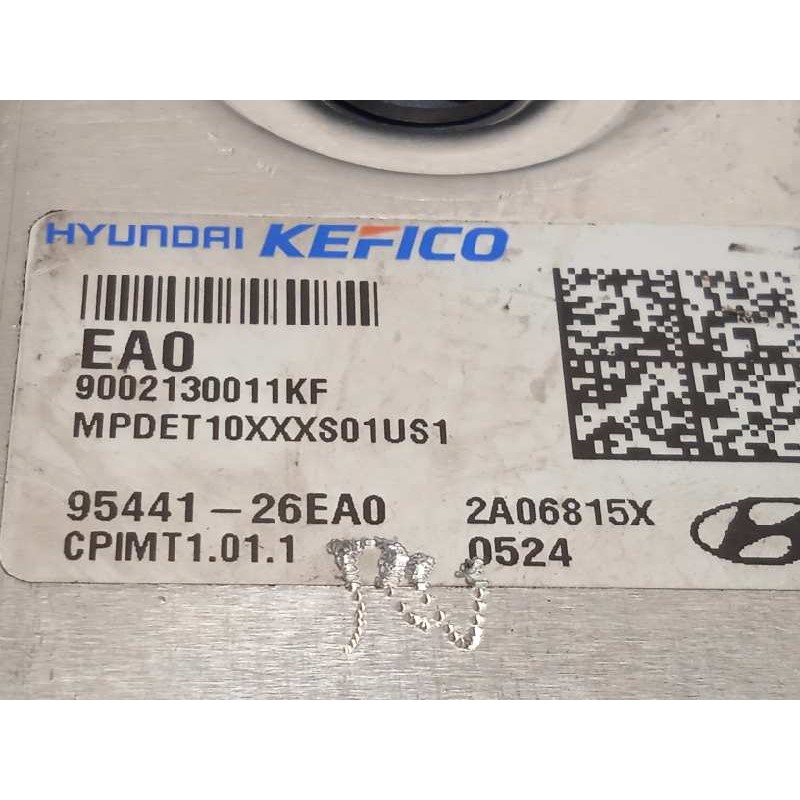 HYUNDAI KEFICO
EA0
9002130011KF
MPDET10XXXS01US1
95441-26EA0 2A06815X
CPIMT1.01.1 0524